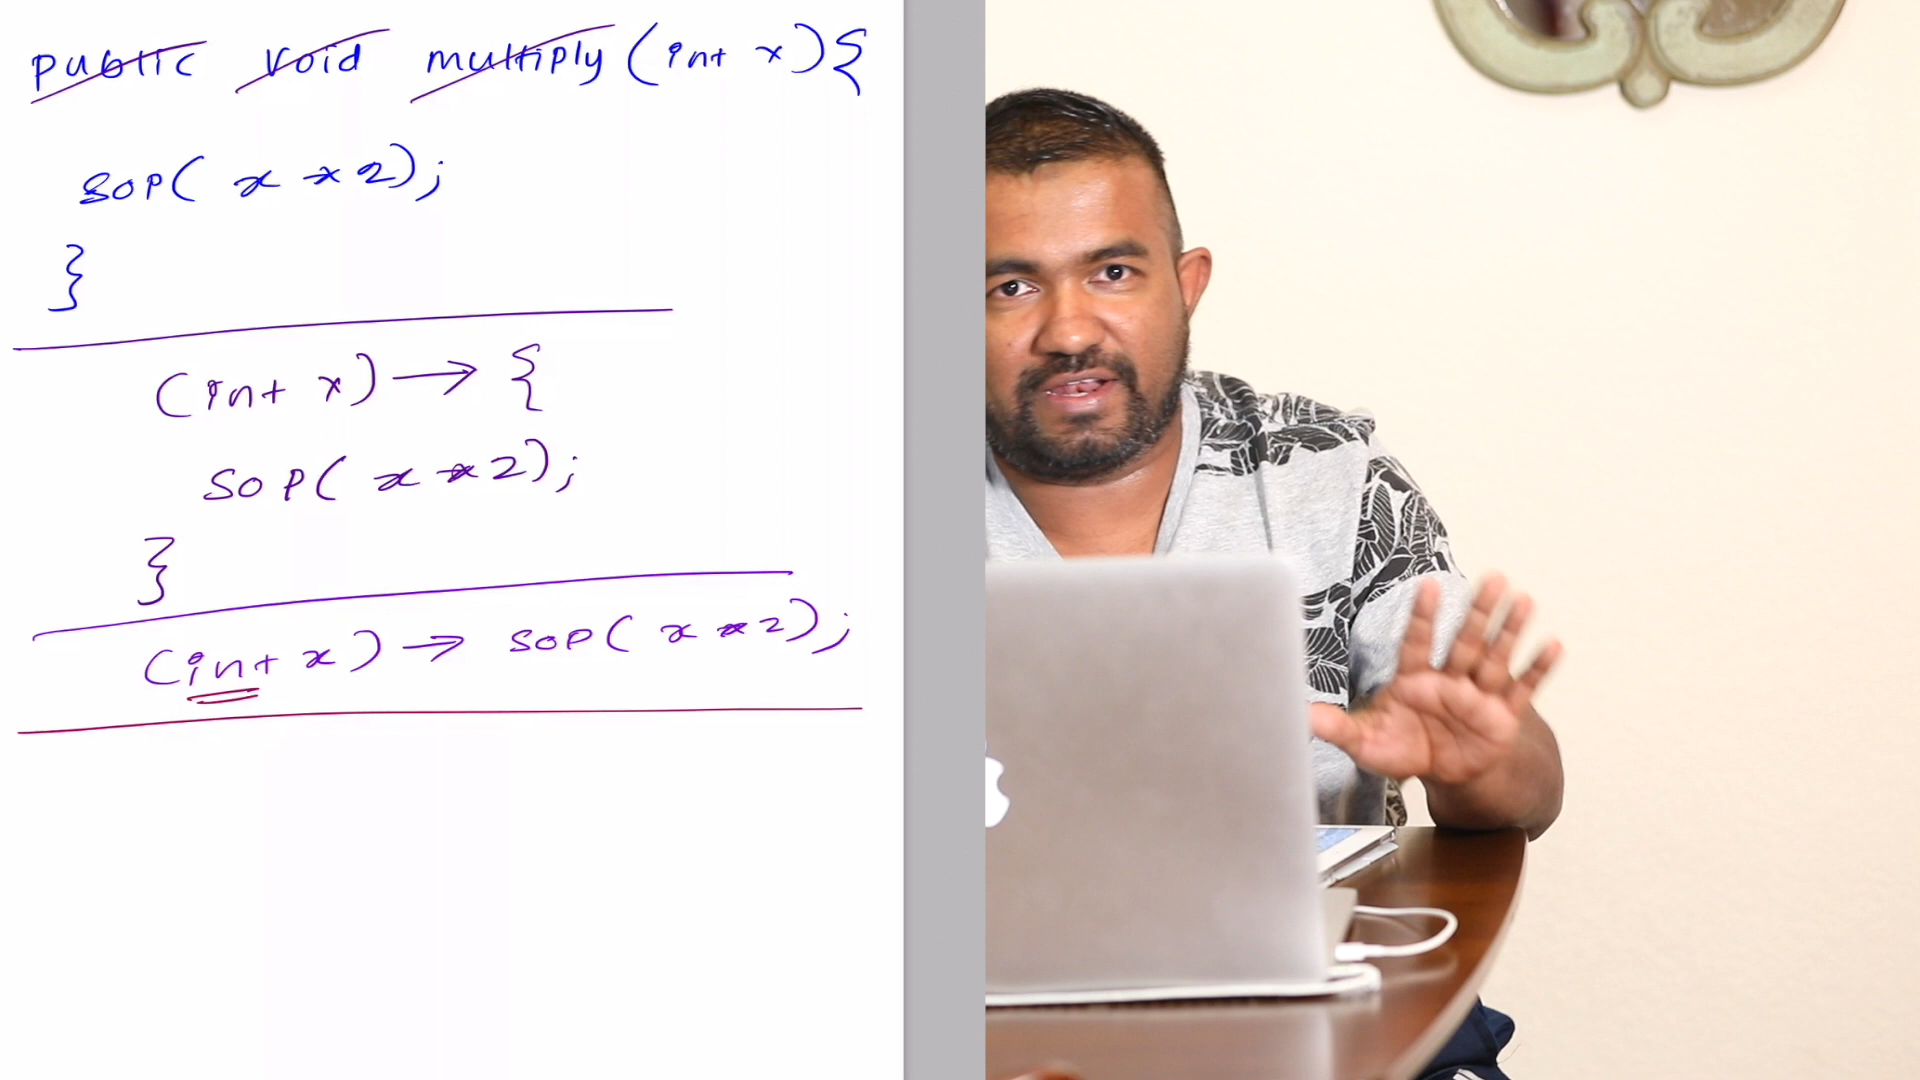 public void multiply (int x) {
sop( x * 2);
}
(int x) → {
sop( x * 2);
}
(int x) → sop( x * 2);